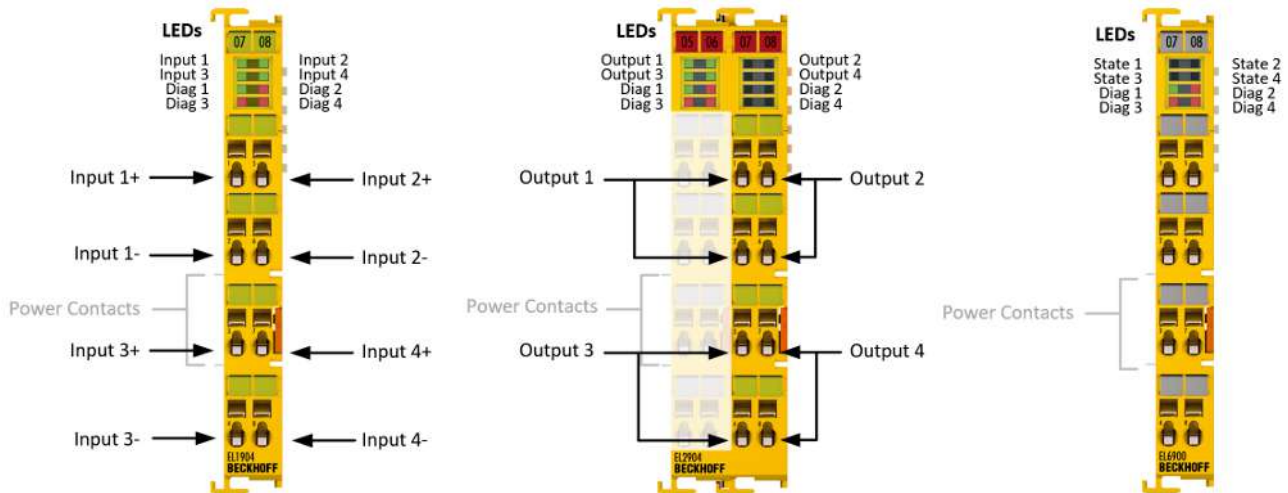 LEDs
07 08
Input 1 Input 2
Input 3 Input 4
Diag 1 Diag 2
Diag 3 Diag 4
Input 1+ Input 2+
Input 1- Input 2-
Power Contacts
Input 3+ Input 4+
Input 3- Input 4-
EL1904
BECKHOFF
LEDs
05 06 07 08
Output 1 Output 2
Output 3 Output 4
Diag 1 Diag 2
Diag 3 Diag 4
Output 1 Output 2
Power Contacts
Output 3 Output 4
EL2904
BECKHOFF
LEDs
07 08
State 1 State 2
State 3 State 4
Diag 1 Diag 2
Diag 3 Diag 4
Power Contacts
EL6900
BECKHOFF